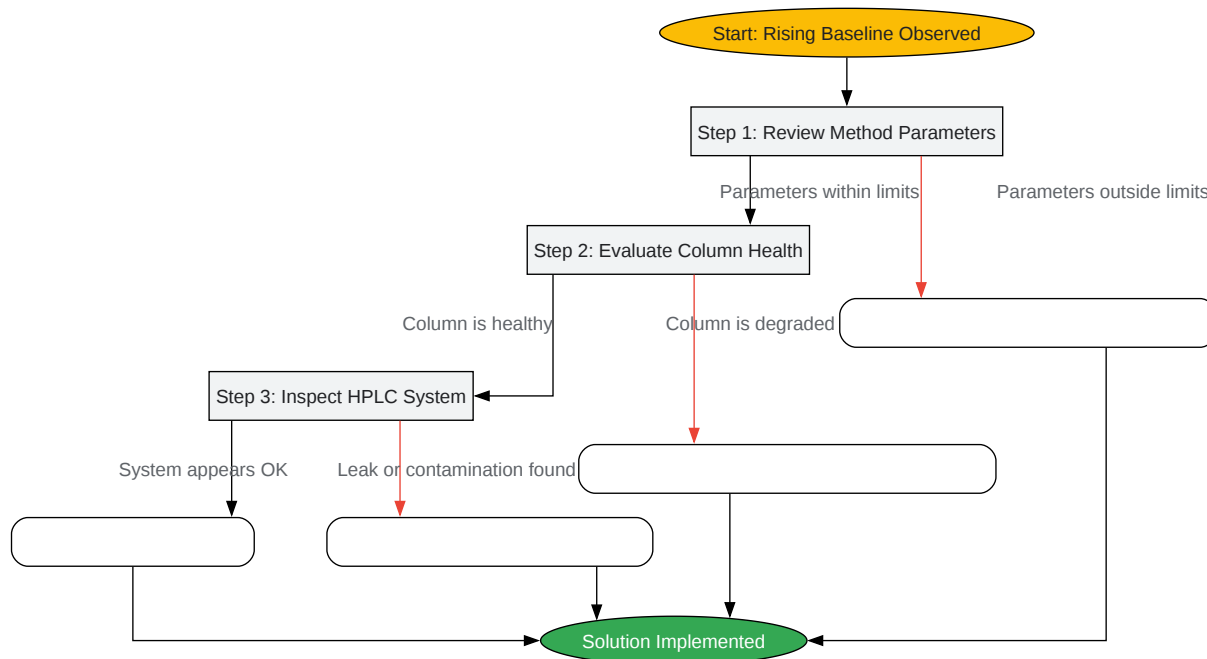 Start: Rising Baseline Observed
Step 1: Review Method Parameters
Parameters within limits
Parameters outside limits
Step 2: Evaluate Column Health
Column is healthy
Column is degraded
Step 3: Inspect HPLC System
System appears OK
Leak or contamination found
Solution Implemented